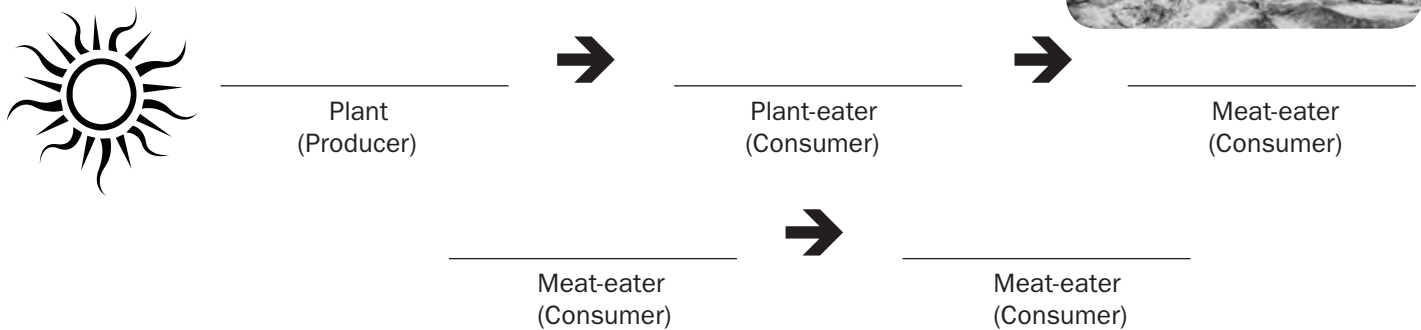 Plant
(Producer)
Plant-eater
(Consumer)
Meat-eater
(Consumer)
Meat-eater
(Consumer)
Meat-eater
(Consumer)